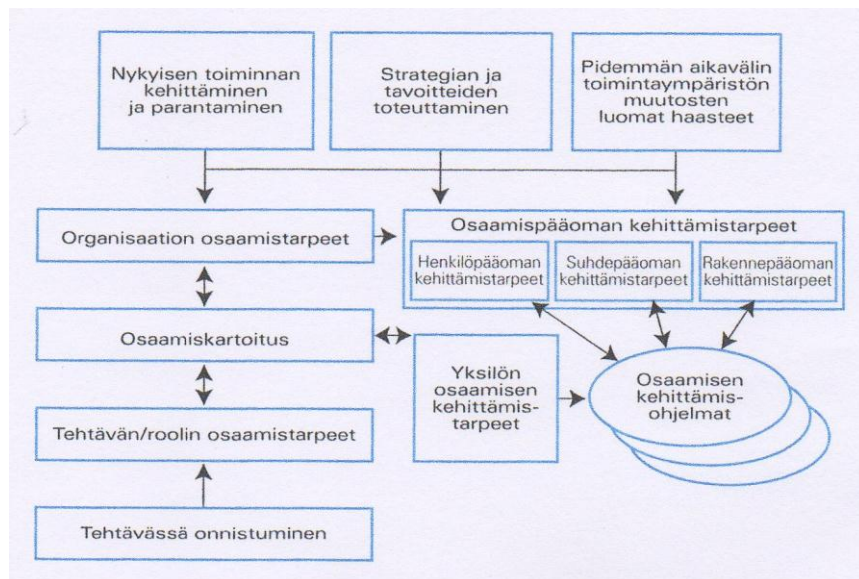 Nykyisen toiminnan
kehittäminen
ja parantaminen
Strategian ja
tavoitteiden
toteuttaminen
Pidemmän aikavälin
toimintaympäristön
muutosten
luomat haasteet
Organisaation osaamistarpeet
Osaamispääoman kehittämistarpeet
Henkilöpääoman
kehittämistarpeet
Suhdepääoman
kehittämistarpeet
Rakennepääoman
kehittämistarpeet
Osaamiskartoitus
Yksilön
osaamisen
kehittämis-
tarpeet
Osaamisen
kehittämis-
ohjelmat
Tehtävän/roolin osaamistarpeet
Tehtävässä onnistuminen